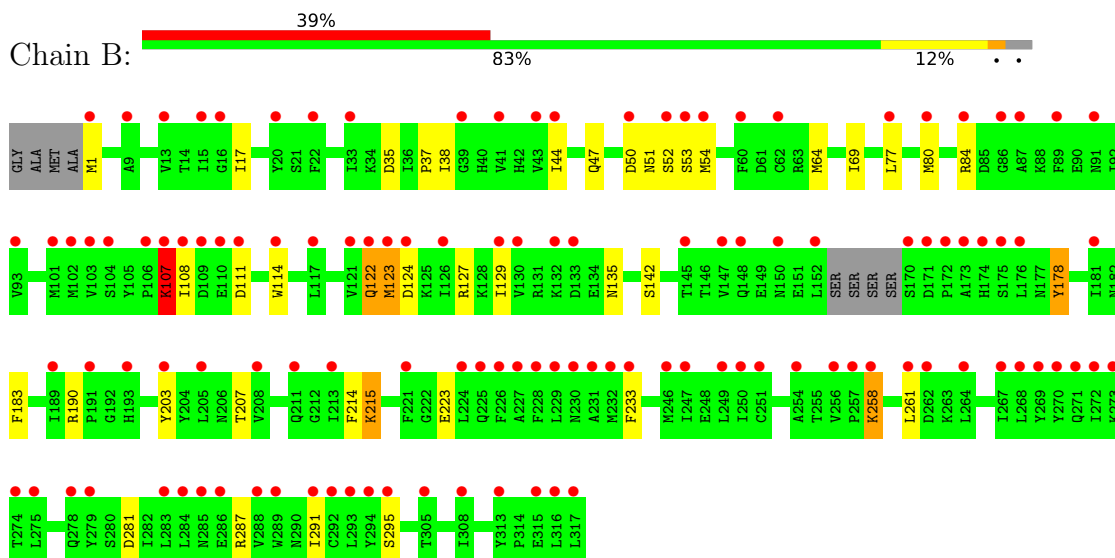 39%
Chain B:
83% 12% • •
GLY ALA MET ALA M1 A9 V13 T14 I15 G16 I17 Y20 S21 F22 I33 K34 D35 I36 P37 I38 G39 H40 V41 H42 V43 I44 Q47 D50 N51 S52 S53 M54 F60 D61 C62 R63 M64 I69 L77 M80 R84 D85 G86 A87 K88 F89 E90 N91 I92
V93 M101 M102 V103 S104 Y105 P106 K107 I108 D109 E110 D111 W114 L117 V121 Q122 M123 D124 K125 I126 R127 K128 I129 V130 R131 K132 D133 E134 N135 S142 T145 T146 V147 Q148 E149 N150 E151 L152 SER SER SER SER S170 D171 P172 A173 H174 S175 L176 N177 Y178 I181 N182
F183 I189 R190 P191 G192 H193 Y203 Y204 L205 N206 T207 V208 Q211 G212 I213 F214 K215 F221 G222 E223 L224 Q225 F226 A227 F228 L229 N230 A231 M232 F233 M246 I247 E248 L249 I250 C251 A254 T255 V256 P257 K258 L261 D262 K263 L264 I267 L268 Y269 Y270 Q271 I272 K273
T274 L275 Q278 Y279 S280 D281 I282 L283 L284 N285 E286 R287 V288 W289 N290 I291 C292 L293 Y294 S295 T305 I308 Y313 P314 E315 L316 L317